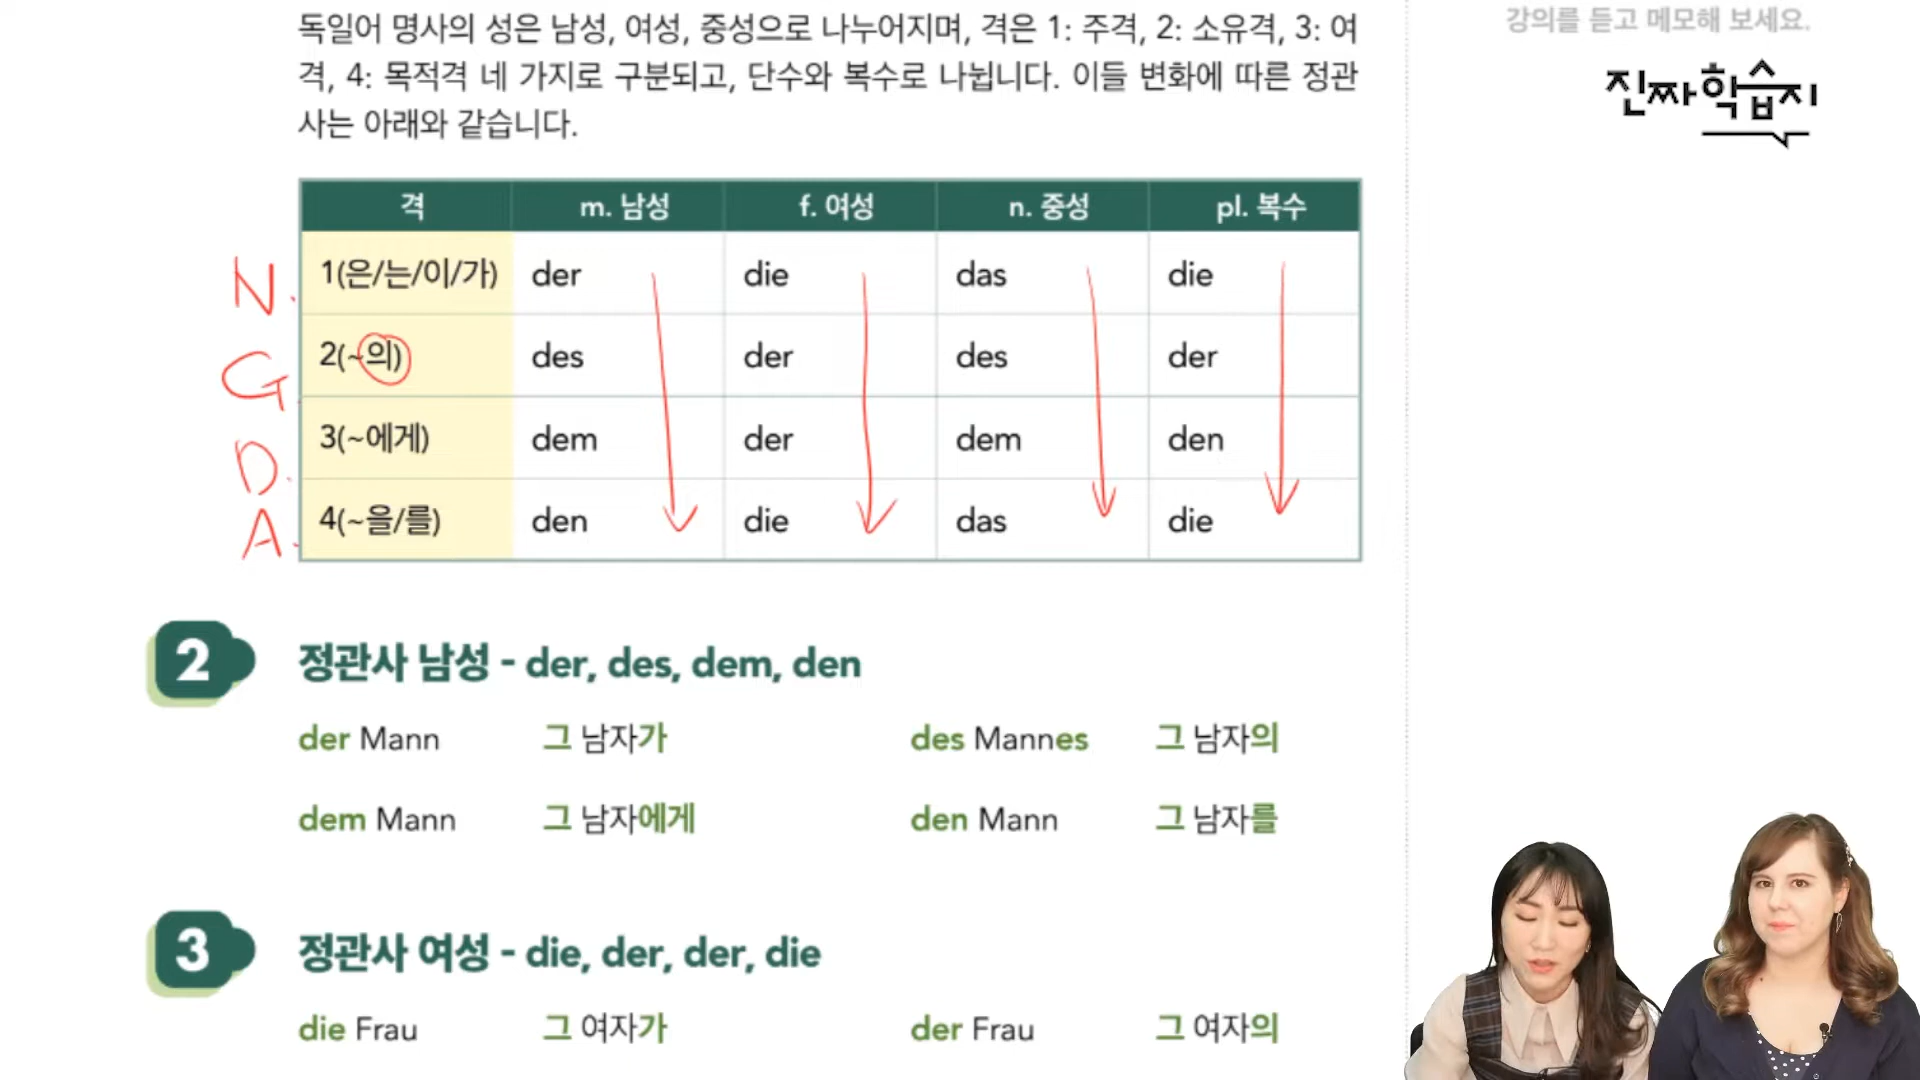 강의를 듣고 메모해 보세요.
진짜학습지
독일어 명사의 성은 남성, 여성, 중성으로 나누어지며, 격은 1: 주격, 2: 소유격, 3: 여
격, 4: 목적격 네 가지로 구분되고, 단수와 복수로 나뉩니다. 이들 변화에 따른 정관
사는 아래와 같습니다.
격 m. 남성 f. 여성 n. 중성 pl. 복수
N. 1(은/는/이/가) der die das die
G. 2(~의) des der des der
D. 3(~에게) dem der dem den
A. 4(~을/를) den die das die
2 정관사 남성 - der, des, dem, den
der Mann 그 남자가 des Mannes 그 남자의
dem Mann 그 남자에게 den Mann 그 남자를
3 정관사 여성 - die, der, der, die
die Frau 그 여자가 der Frau 그 여자의